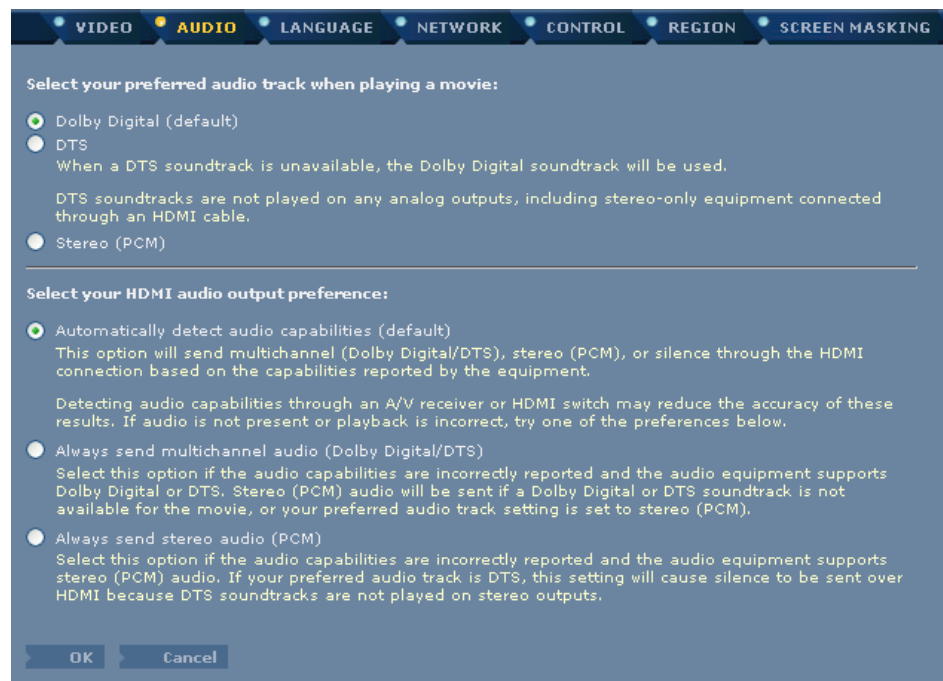 VIDEO AUDIO LANGUAGE NETWORK CONTROL REGION SCREEN MASKING
Select your preferred audio track when playing a movie:
Dolby Digital (default)
DTS
When a DTS soundtrack is unavailable, the Dolby Digital soundtrack will be used.
DTS soundtracks are not played on any analog outputs, including stereo-only equipment connected
through an HDMI cable.
Stereo (PCM)
Select your HDMI audio output preference:
Automatically detect audio capabilities (default)
This option will send multichannel (Dolby Digital/DTS), stereo (PCM), or silence through the HDMI
connection based on the capabilities reported by the equipment.
Detecting audio capabilities through an A/V receiver or HDMI switch may reduce the accuracy of these
results. If audio is not present or playback is incorrect, try one of the preferences below.
Always send multichannel audio (Dolby Digital/DTS)
Select this option if the audio capabilities are incorrectly reported and the audio equipment supports
Dolby Digital or DTS. Stereo (PCM) audio will be sent if a Dolby Digital or DTS soundtrack is not
available for the movie, or your preferred audio track setting is set to stereo (PCM).
Always send stereo audio (PCM)
Select this option if the audio capabilities are incorrectly reported and the audio equipment supports
stereo (PCM) audio. If your preferred audio track is DTS, this setting will cause silence to be sent over
HDMI because DTS soundtracks are not played on stereo outputs.
OK Cancel